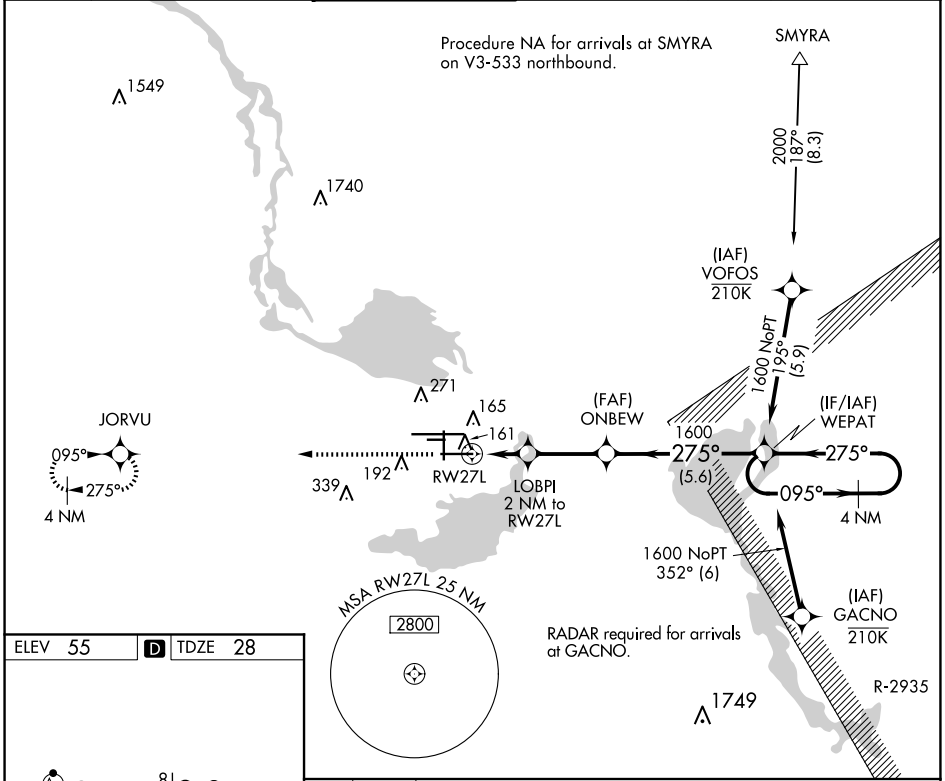 Procedure NA for arrivals at SMYRA
on V3-533 northbound.
SMYRA
1549
2000
187°
(8.3)
1740
(IAF)
VOFOS
210K
1600 NoPT
195°
(5.9)
271
165
161
(FAF)
ONBEW
(IF/IAF)
WEPAT
JORVU
095°
275°
4 NM
192
339
RW27L
LOBPI
2 NM to
RW27L
1600
275°
(5.6)
275°
095°
4 NM
1600 NoPT
352° (6)
(IAF)
GACNO
210K
MSA RW27L 25 NM
2800
RADAR required for arrivals
at GACNO.
R-2935
1749
ELEV 55
D
TDZE 28
81